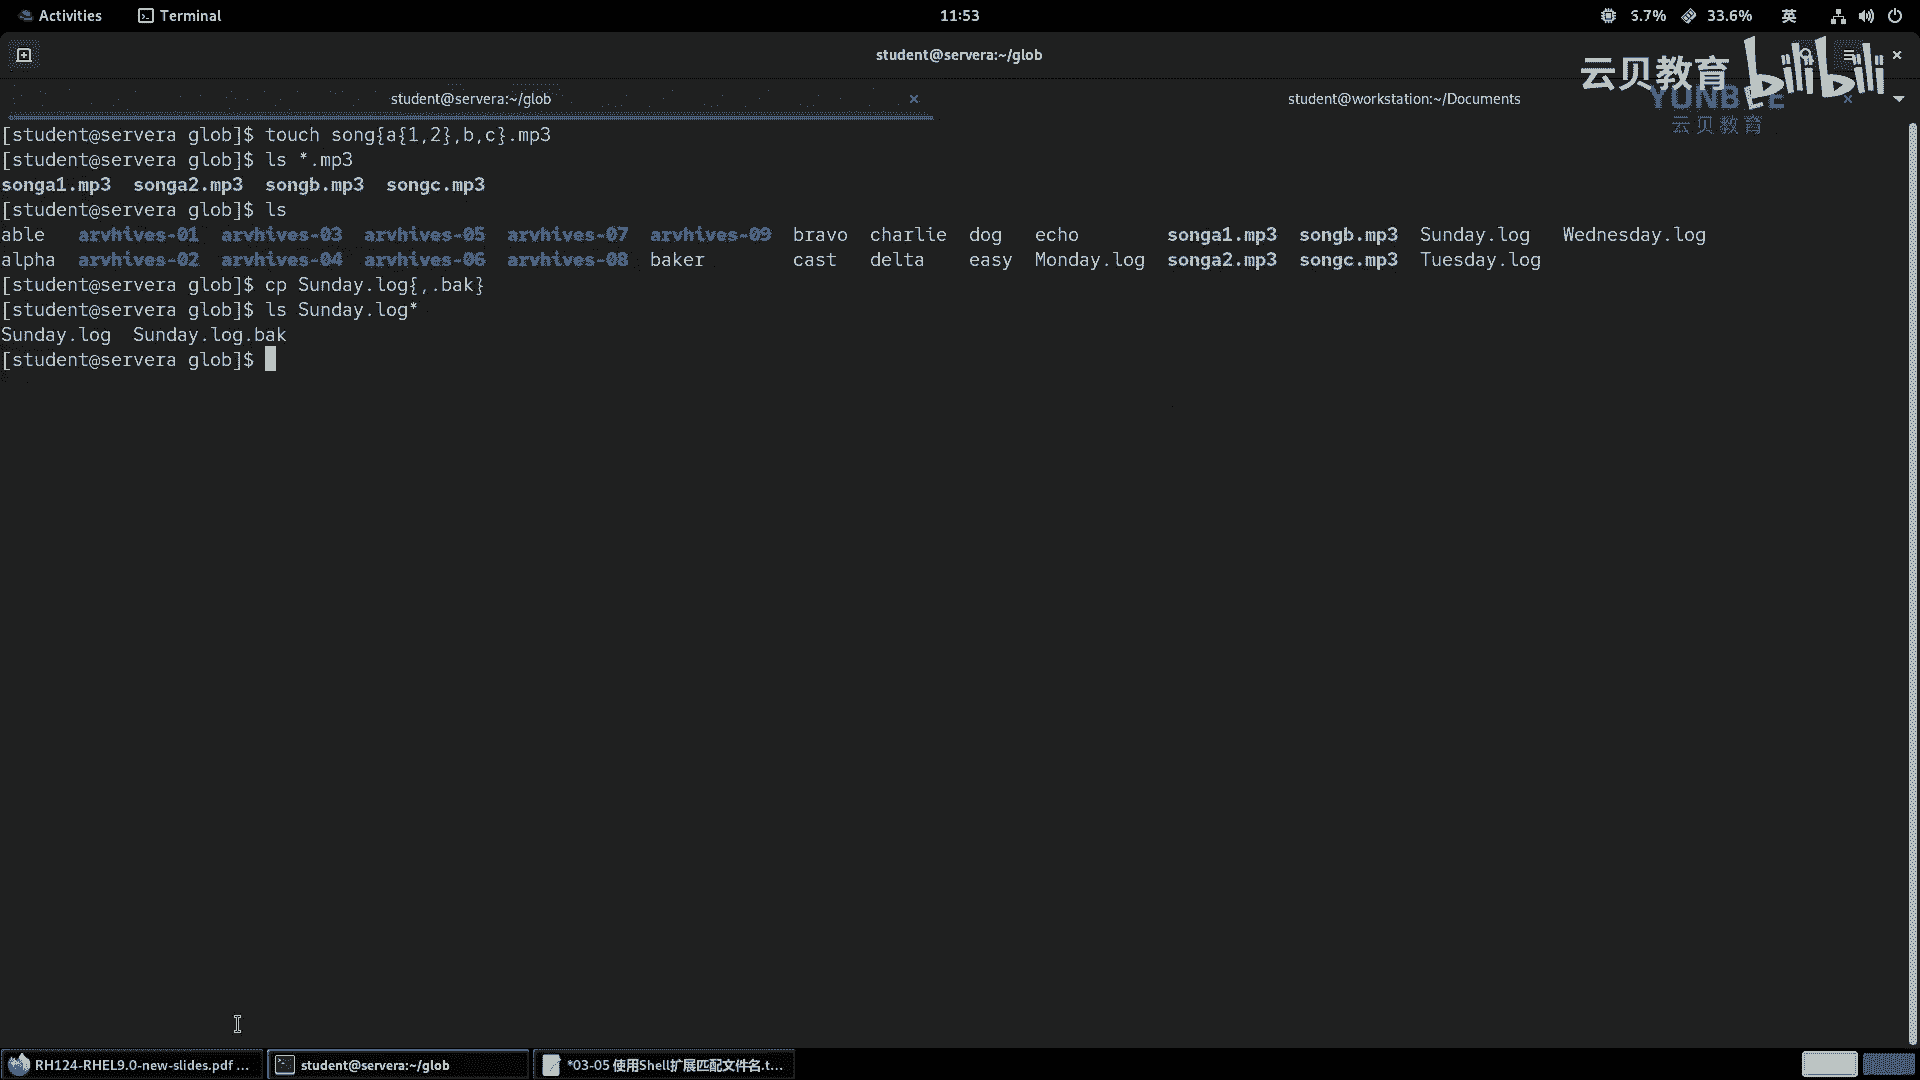 Activities Terminal 11:53 5.7% 33.6% 英
student@servera:~/glob
云贝教育 bilibili
student@servera:~/glob × student@workstation:~/Documents ×
云贝教育
[student@servera glob]$ touch song{a{1,2},b,c}.mp3
[student@servera glob]$ ls *.mp3
songa1.mp3 songa2.mp3 songb.mp3 songc.mp3
[student@servera glob]$ ls
able arvhives-01 arvhives-03 arvhives-05 arvhives-07 arvhives-09 bravo charlie dog echo songa1.mp3 songb.mp3 Sunday.log Wednesday.log
alpha arvhives-02 arvhives-04 arvhives-06 arvhives-08 baker cast delta easy Monday.log songa2.mp3 songc.mp3 Tuesday.log
[student@servera glob]$ cp Sunday.log{,.bak}
[student@servera glob]$ ls Sunday.log*
Sunday.log Sunday.log.bak
[student@servera glob]$
RH124-RHEL9.0-new-slides.pdf ... student@servera:~/glob *03-05 使用Shell扩展匹配文件名.t...